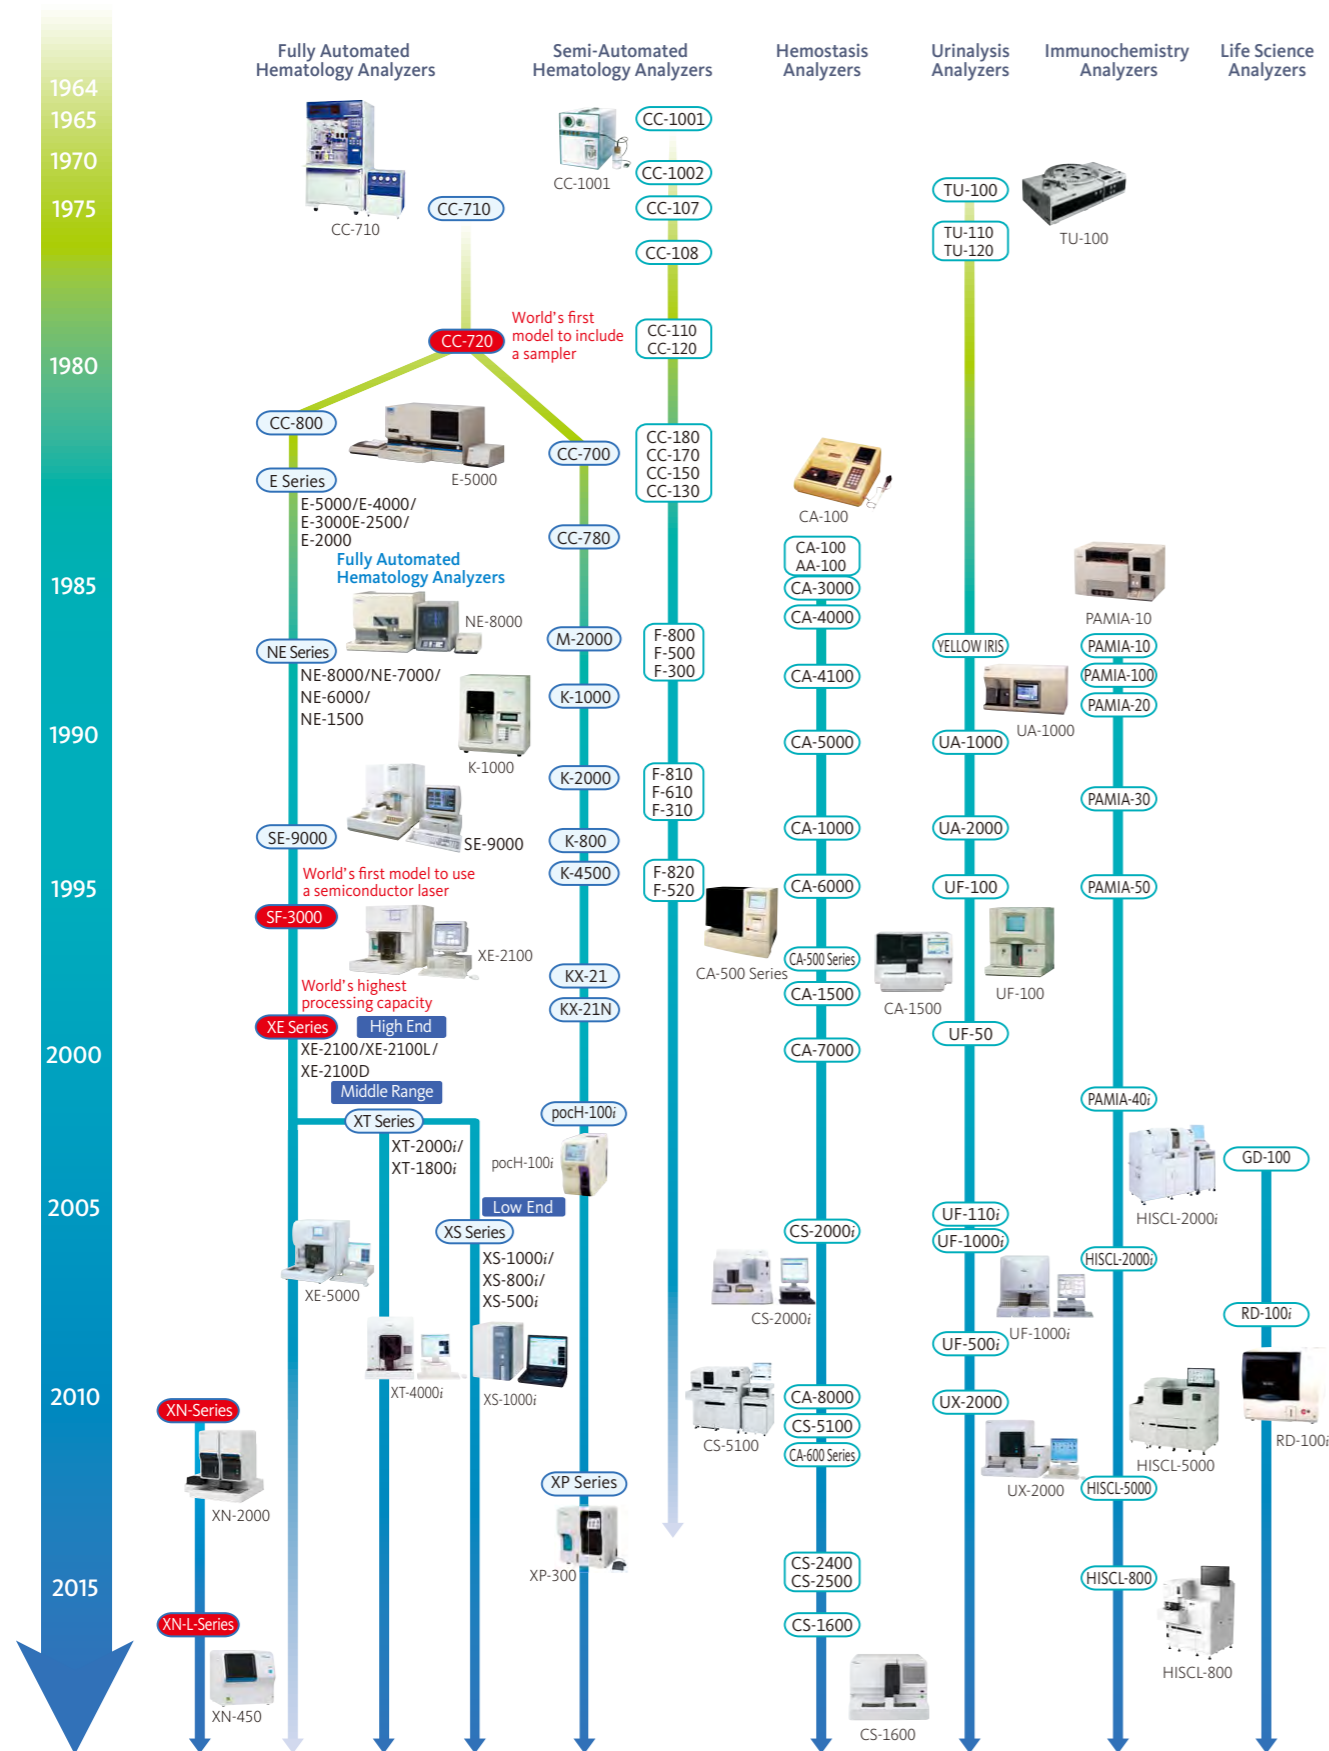 Fully Automated
Hematology Analyzers
Semi-Automated
Hematology Analyzers
Hemostasis
Analyzers
Urinalysis
Analyzers
Immunochemistry
Analyzers
Life Science
Analyzers
1964
1965
1970
1975
1980
1985
1990
1995
2000
2005
2010
2015
CC-710
CC-710
CC-720
World's first
model to include
a sampler
CC-800
E-5000
E Series
E-5000/E-4000/
E-3000E-2500/
E-2000
Fully Automated
Hematology Analyzers
NE-8000
NE Series
NE-8000/NE-7000/
NE-6000/
NE-1500
K-1000
SE-9000
SE-9000
World's first model to use
a semiconductor laser
SF-3000
XE-2100
World's highest
processing capacity
XE Series
High End
XE-2100/XE-2100L/
XE-2100D
Middle Range
XT Series
XT-2000i/
XT-1800i
Low End
XS Series
XS-1000i/
XS-800i/
XS-500i
XE-5000
XT-4000i
XS-1000i
XN-Series
XN-2000
XN-L-Series
XN-450
CC-700
CC-780
M-2000
K-1000
K-2000
K-800
K-4500
KX-21
KX-21N
pocH-100i
pocH-100i
XP Series
XP-300
CC-1001
CC-1001
CC-1002
CC-107
CC-108
CC-110
CC-120
CC-180
CC-170
CC-150
CC-130
F-800
F-500
F-300
F-810
F-610
F-310
F-820
F-520
CA-100
CA-100
AA-100
CA-3000
CA-4000
CA-4100
CA-5000
CA-1000
CA-6000
CA-500 Series
CA-500 Series
CA-1500
CA-1500
CA-7000
CS-2000i
CS-2000i
CA-8000
CS-5100
CS-5100
CA-600 Series
CS-2400
CS-2500
CS-1600
CS-1600
TU-100
TU-100
TU-110
TU-120
YELLOW IRIS
UA-1000
UA-1000
UA-2000
UF-100
UF-100
UF-50
UF-110i
UF-1000i
UF-1000i
UF-500i
UX-2000
UX-2000
PAMIA-10
PAMIA-10
PAMIA-100
PAMIA-20
PAMIA-30
PAMIA-50
PAMIA-40i
HISCL-2000i
HISCL-2000i
HISCL-5000
HISCL-5000
HISCL-800
HISCL-800
GD-100
RD-100i
RD-100i